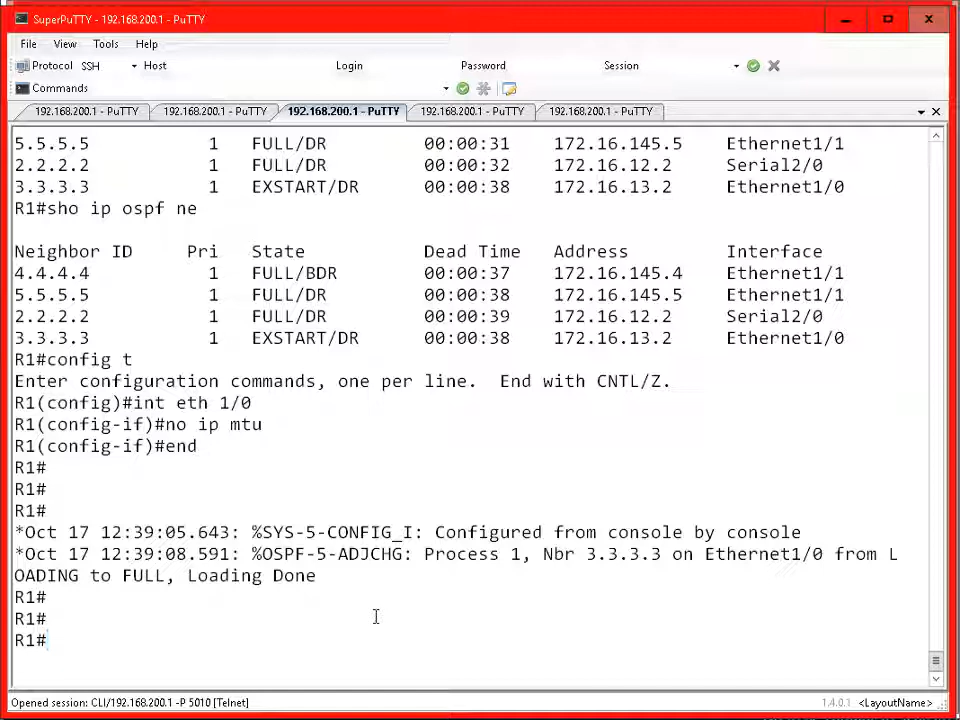 SuperPuTTY - 192.168.200.1 - PuTTY
File View Tools Help
Protocol SSH Host Login Password Session
Commands
192.168.200.1 - PuTTY 192.168.200.1 - PuTTY 192.168.200.1 - PuTTY 192.168.200.1 - PuTTY 192.168.200.1 - PuTTY
5.5.5.5 1 FULL/DR 00:00:31 172.16.145.5 Ethernet1/1
2.2.2.2 1 FULL/DR 00:00:32 172.16.12.2 Serial2/0
3.3.3.3 1 EXSTART/DR 00:00:38 172.16.13.2 Ethernet1/0
R1#sho ip ospf ne
Neighbor ID Pri State Dead Time Address Interface
4.4.4.4 1 FULL/BDR 00:00:37 172.16.145.4 Ethernet1/1
5.5.5.5 1 FULL/DR 00:00:38 172.16.145.5 Ethernet1/1
2.2.2.2 1 FULL/DR 00:00:39 172.16.12.2 Serial2/0
3.3.3.3 1 EXSTART/DR 00:00:38 172.16.13.2 Ethernet1/0
R1#config t
Enter configuration commands, one per line. End with CNTL/Z.
R1(config)#int eth 1/0
R1(config-if)#no ip mtu
R1(config-if)#end
R1#
R1#
R1#
*Oct 17 12:39:05.643: %SYS-5-CONFIG_I: Configured from console by console
*Oct 17 12:39:08.591: %OSPF-5-ADJCHG: Process 1, Nbr 3.3.3.3 on Ethernet1/0 from L
OADING to FULL, Loading Done
R1#
R1#
R1#
Opened session: CLI/192.168.200.1 -P 5010 [Telnet] 1.4.0.1 <LayoutName>